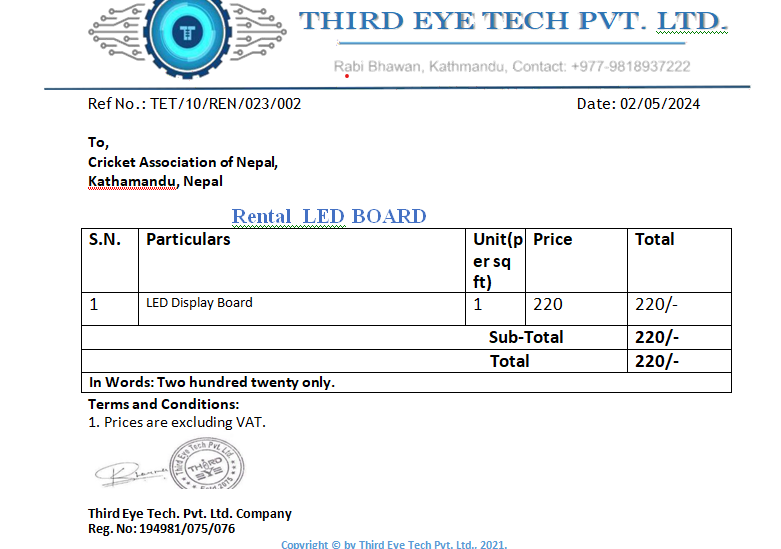 THIRD EYE TECH PVT. LTD.
Rabi Bhawan, Kathmandu, Contact: +977-9818937222
Ref No.: TET/10/REN/023/002 Date: 02/05/2024
To,
Cricket Association of Nepal,
Kathamandu, Nepal
Rental LED BOARD
S.N. Particulars Unit(p er sq ft) Price Total
1 LED Display Board 1 220 220/-
Sub-Total 220/-
Total 220/-
In Words: Two hundred twenty only.
Terms and Conditions:
1. Prices are excluding VAT.
Third Eye Tech Pvt. Ltd.
THIRD
EYE
Third Eye Tech. Pvt. Ltd. Company
Reg. No: 194981/075/076
Copyright © by Third Eye Tech Pvt. Ltd., 2021.